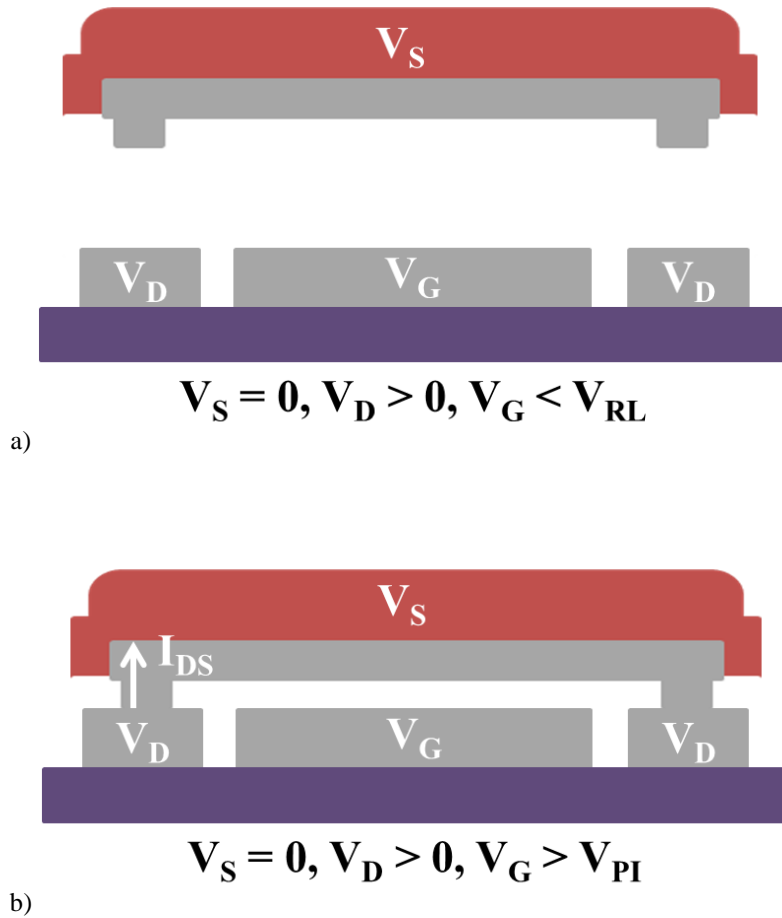 V_S
V_D V_G V_D
V_S = 0, V_D > 0, V_G < V_RL
a)
V_S
I_DS
V_D V_G V_D
V_S = 0, V_D > 0, V_G > V_PI
b)